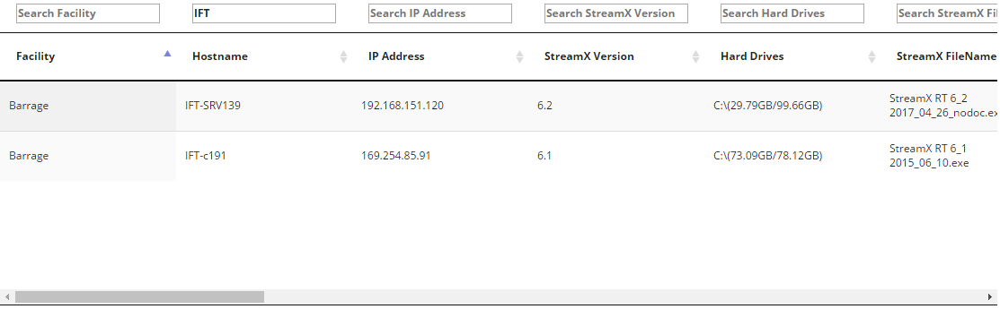 Search Facility IFT Search IP Address Search StreamX Version Search Hard Drives Search StreamX Fil
Facility Hostname IP Address StreamX Version Hard Drives StreamX FileName
Barrage IFT-SRV139 192.168.151.120 6.2 C:\(29.79GB/99.66GB) StreamX RT 6_2
2017_04_26_nodoc.ex
Barrage IFT-c191 169.254.85.91 6.1 C:\(73.09GB/78.12GB) StreamX RT 6_1
2015_06_10.exe